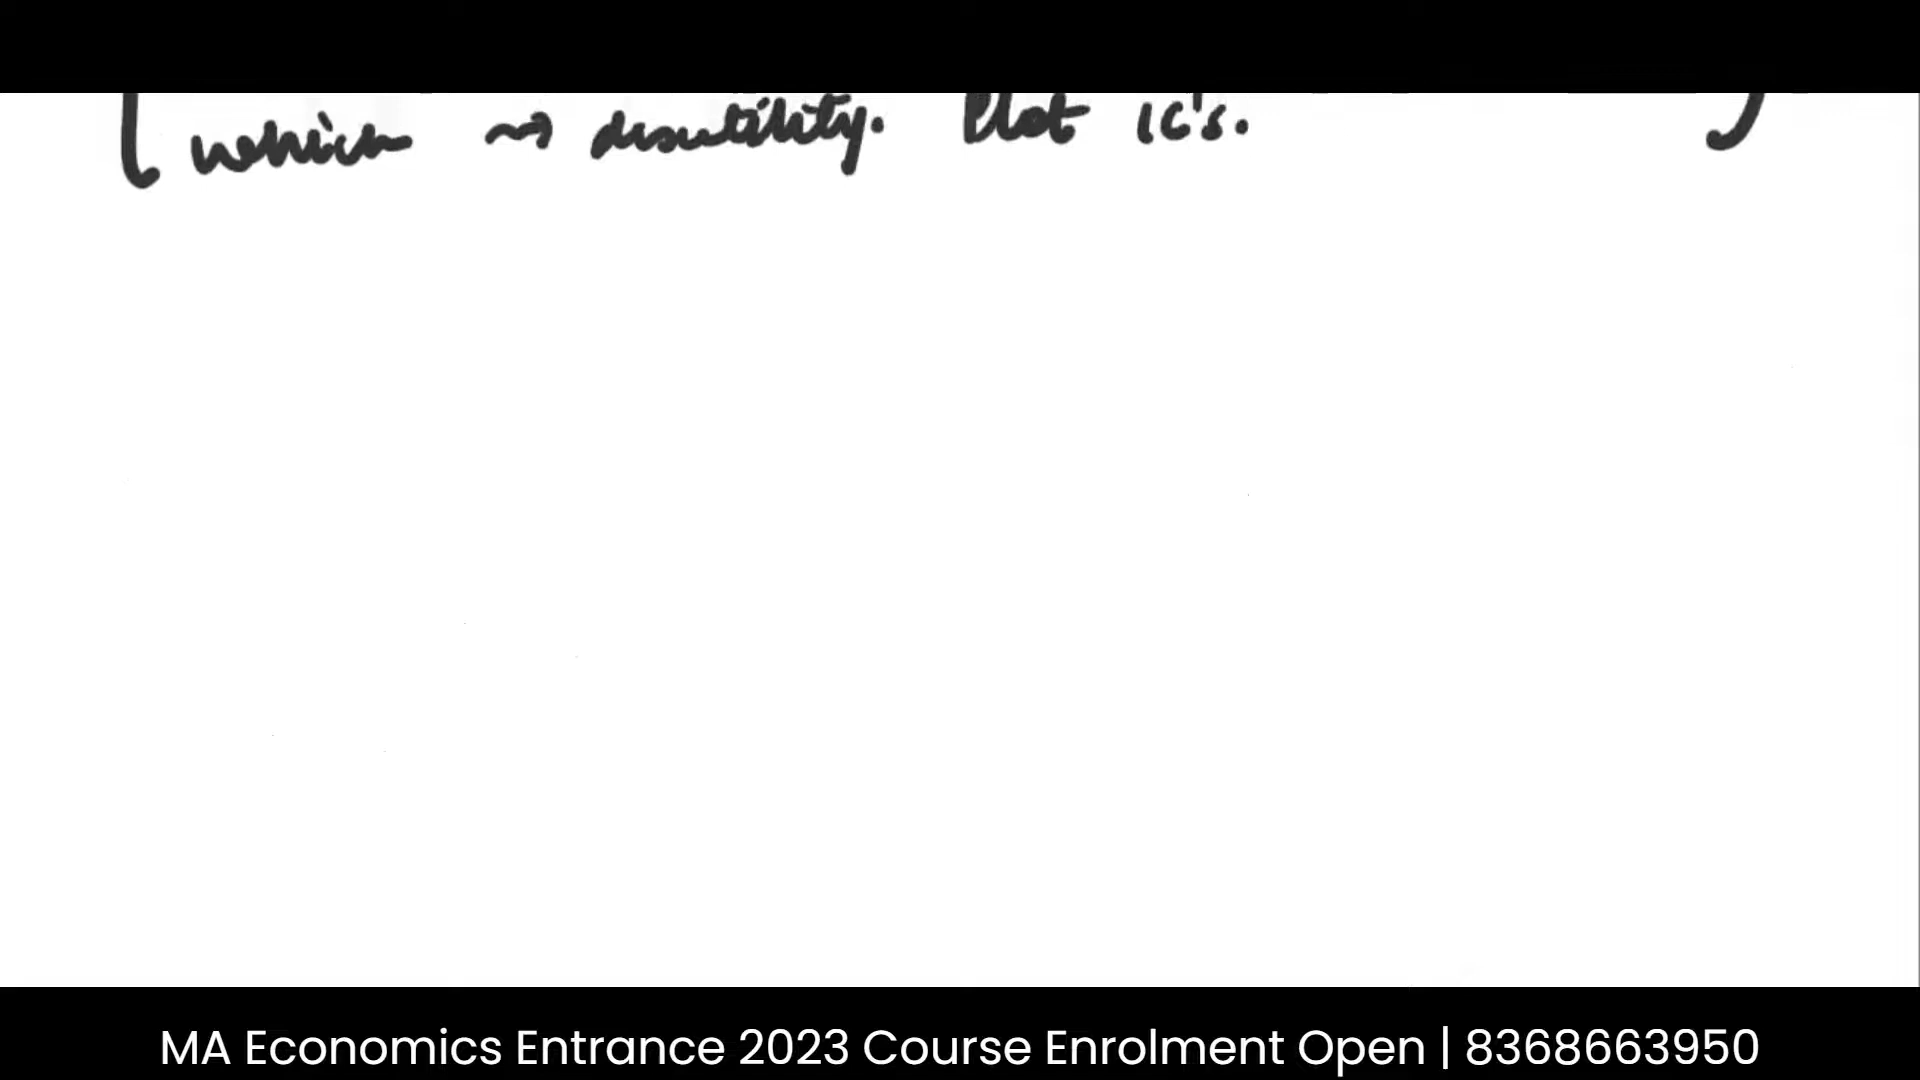 which → disutility. Plot IC's.
MA Economics Entrance 2023 Course Enrolment Open | 8368663950